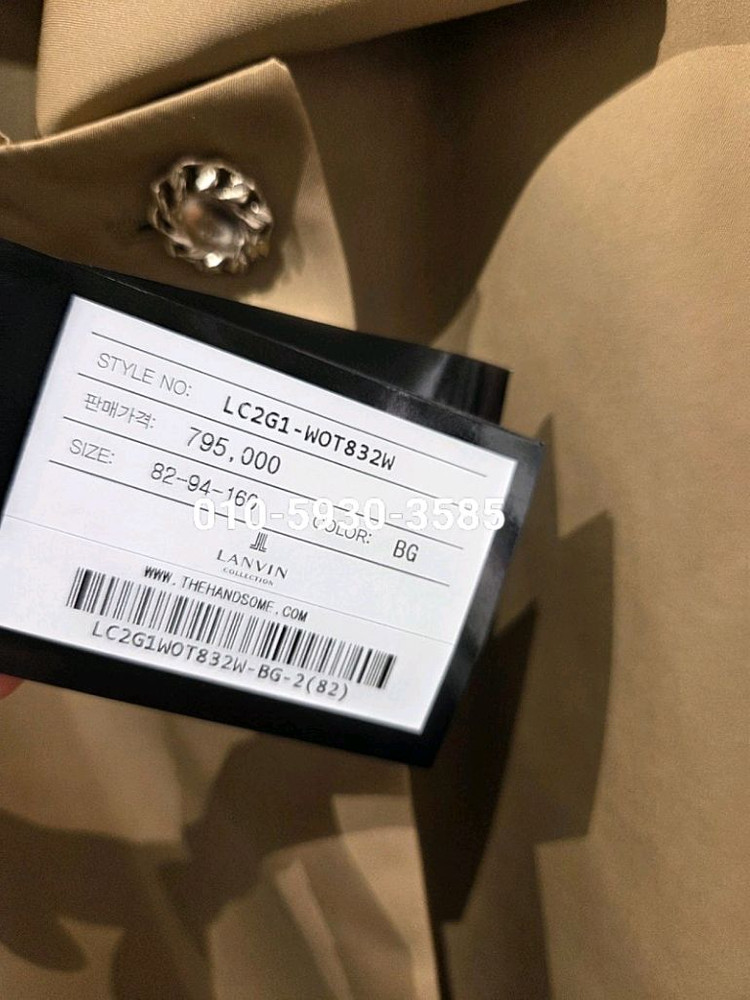 STYLE NO: LC2G1-WOT832W
판매가격: 795,000
SIZE: 82-94-160 COLOR: BG
010-5930-3585
LANVIN
COLLECTION
WWW.THEHANDSOME.COM
LC2G1WOT832W-BG-2(82)